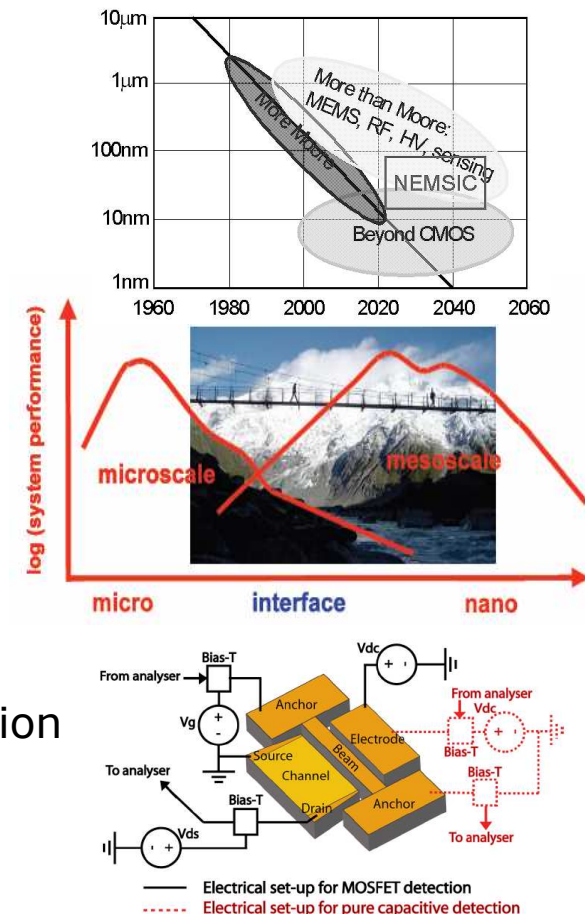 10µm
1µm
100nm
10nm
1nm
More than Moore:
MEMS, RF, HV, sensing
More Moore
NEMSIC
Beyond CMOS
1960 1980 2000 2020 2040 2060
log (system performance)
microscale
mesoscale
micro interface nano
ion
Vdc
Bias-T
From analyser
Vg
Anchor
Electrode
Beam
Source
Channel
Drain
Anchor
To analyser
Bias-T
Vds
From analyser
Vdc
Bias-T
Bias-T
To analyser
Electrical set-up for MOSFET detection
Electrical set-up for pure capacitive detection